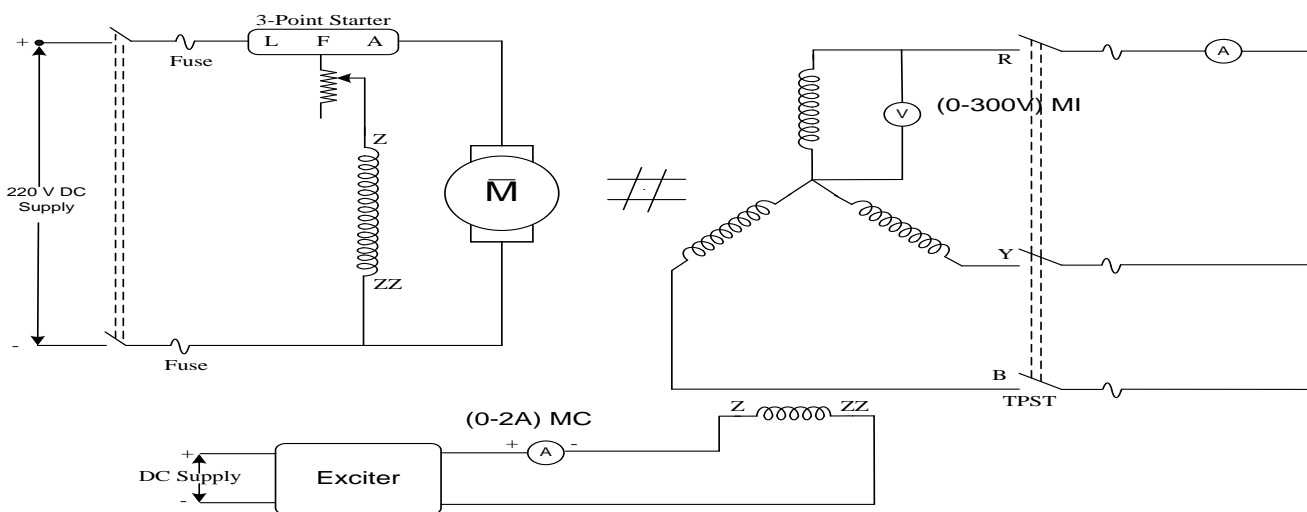 3-Point Starter
L F A
+
Fuse
Z
220 V DC
Supply
M
ZZ
-
Fuse
R
A
V
(0-300V) MI
Y
B
TPST
(0-2A) MC
Z ZZ
+ A -
+
DC Supply
-
Exciter